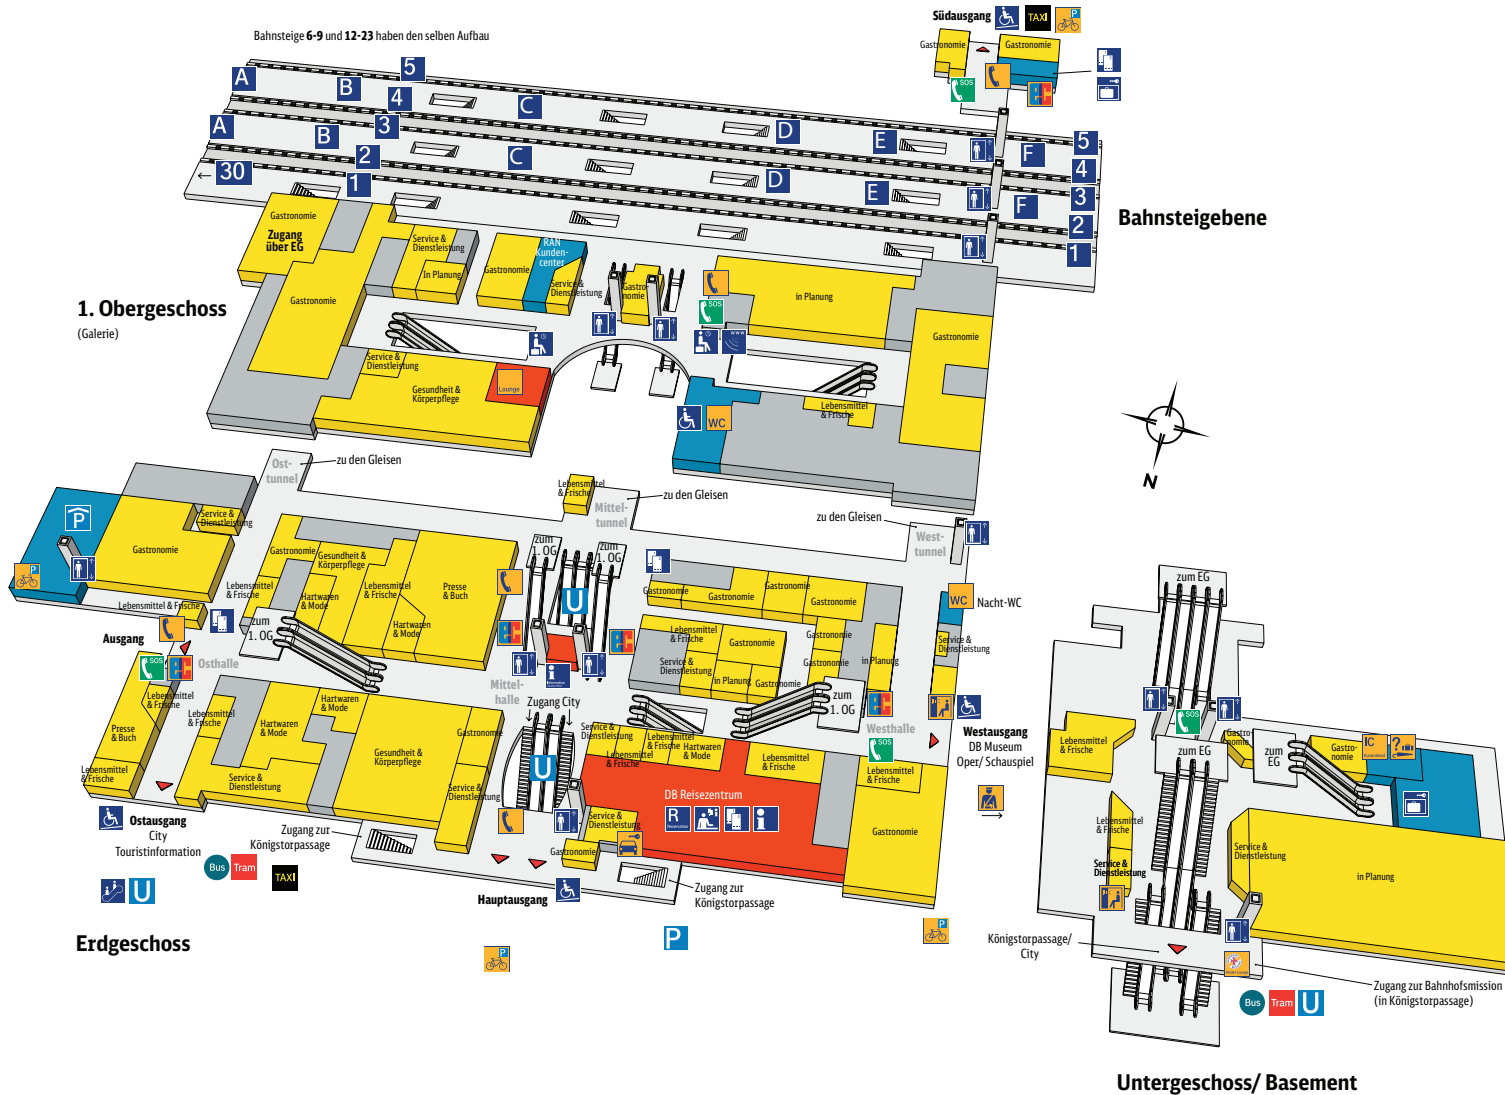 Bahnsteige 6-9 und 12-23 haben den selben Aufbau
Südausgang
TAXI
P
Gastronomie
Gastronomie
SOS
A
B
5
4
C
D
E
F
5
4
A
B
3
2
C
D
E
F
3
2
← 30
1
1
Bahnsteigebene
1. Obergeschoss
(Galerie)
Gastronomie
Zugang
über EG
Gastronomie
Service &
Dienstleistung
In Planung
Gastronomie
RAN
Kunden-
center
Service &
Dienstleistung
Gastro-
nomie
SOS
www
in Planung
Gastronomie
Service &
Dienstleistung
Gesundheit &
Körperpflege
Lounge
WC
Lebensmittel
& Frische
N
Ost-
tunnel
zu den Gleisen
Lebensmittel
& Frische
Mittel-
tunnel
zu den Gleisen
zu den Gleisen
West-
tunnel
P
Service &
Dienstleistung
Gastronomie
P
Lebensmittel & Frische
Ausgang
SOS
Osthalle
zum
1. OG
Gastronomie
Gesundheit &
Körperpflege
Lebensmittel
& Frische
Hartwaren
& Mode
Lebensmittel
& Frische
Hartwaren
& Mode
Presse
& Buch
zum
1. OG
zum
1. OG
U
Mittel-
halle
Zugang City
Gastronomie
Gastronomie
Gastronomie
Gastronomie
Lebensmittel
& Frische
Service &
Dienstleistung
Gastronomie
in Planung
Gastronomie
Gastronomie
Gastronomie
in Planung
zum
1. OG
WC
Nacht-WC
Service &
Dienstleistung
Westhalle
SOS
Westausgang
DB Museum
Oper/ Schauspiel
Lebensmittel
& Frische
Presse
& Buch
Lebensmittel
& Frische
Lebensmittel
& Frische
Hartwaren
& Mode
Hartwaren
& Mode
Service &
Dienstleistung
Gesundheit &
Körperpflege
Gastronomie
Service &
Dienstleistung
U
Service &
Dienstleistung
Lebensmittel
& Frische
Lebensmittel
& Frische
Hartwaren
& Mode
Lebensmittel
& Frische
Lebensmittel
& Frische
DB Reisezentrum
R
Service &
Dienstleistung
Gastronomie
Gastronomie
Ostausgang
City
Touristinformation
Bus
Tram
TAXI
U
Zugang zur
Königstorpassage
Hauptausgang
Zugang zur
Königstorpassage
P
P
P
Erdgeschoss
zum EG
Lebensmittel
& Frische
SOS
zum EG
Gastro-
nomie
zum
EG
Gastro-
nomie
IC
?
Lebensmittel
& Frische
Service &
Dienstleistung
Service &
Dienstleistung
in Planung
Königstorpassage/
City
Zugang zur Bahnhofsmission
(in Königstorpassage)
Bus
Tram
U
Untergeschoss/ Basement